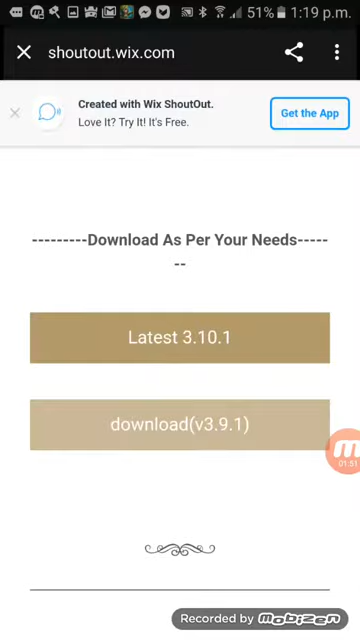 51% 1:19 p.m.
shoutout.wix.com
Created with Wix ShoutOut.
Love It? Try It! It's Free.
Get the App
---------Download As Per Your Needs-----
--
Latest 3.10.1
download(v3.9.1)
01:51
Recorded by mobizen